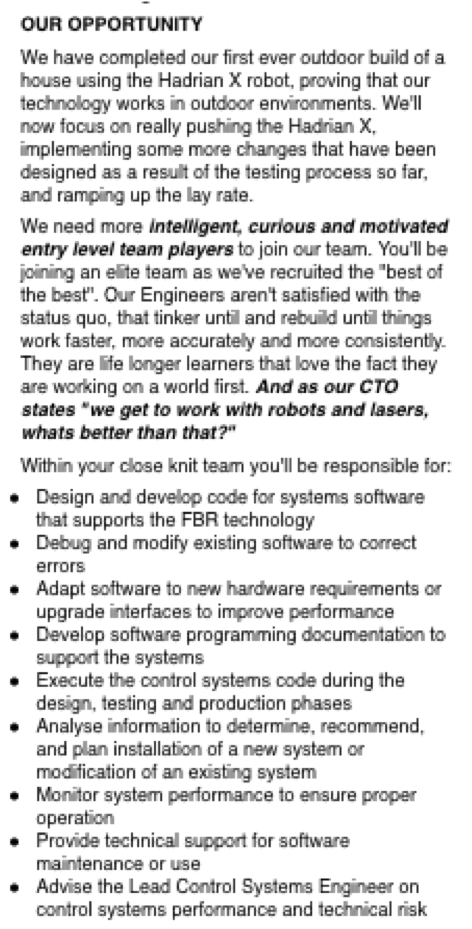 OUR OPPORTUNITY
We have completed our first ever outdoor build of a
house using the Hadrian X robot, proving that our
technology works in outdoor environments. We'll
now focus on really pushing the Hadrian X,
implementing some more changes that have been
designed as a result of the testing process so far,
and ramping up the lay rate.
We need more intelligent, curious and motivated
entry level team players to join our team. You'll be
joining an elite team as we've recruited the "best of
the best". Our Engineers aren't satisfied with the
status quo, that tinker until and rebuild until things
work faster, more accurately and more consistently.
They are life longer learners that love the fact they
are working on a world first. And as our CTO
states "we get to work with robots and lasers,
whats better than that?"
Within your close knit team you'll be responsible for:
● Design and develop code for systems software
that supports the FBR technology
● Debug and modify existing software to correct
errors
● Adapt software to new hardware requirements or
upgrade interfaces to improve performance
● Develop software programming documentation to
support the systems
● Execute the control systems code during the
design, testing and production phases
● Analyse information to determine, recommend,
and plan installation of a new system or
modification of an existing system
● Monitor system performance to ensure proper
operation
● Provide technical support for software
maintenance or use
● Advise the Lead Control Systems Engineer on
control systems performance and technical risk